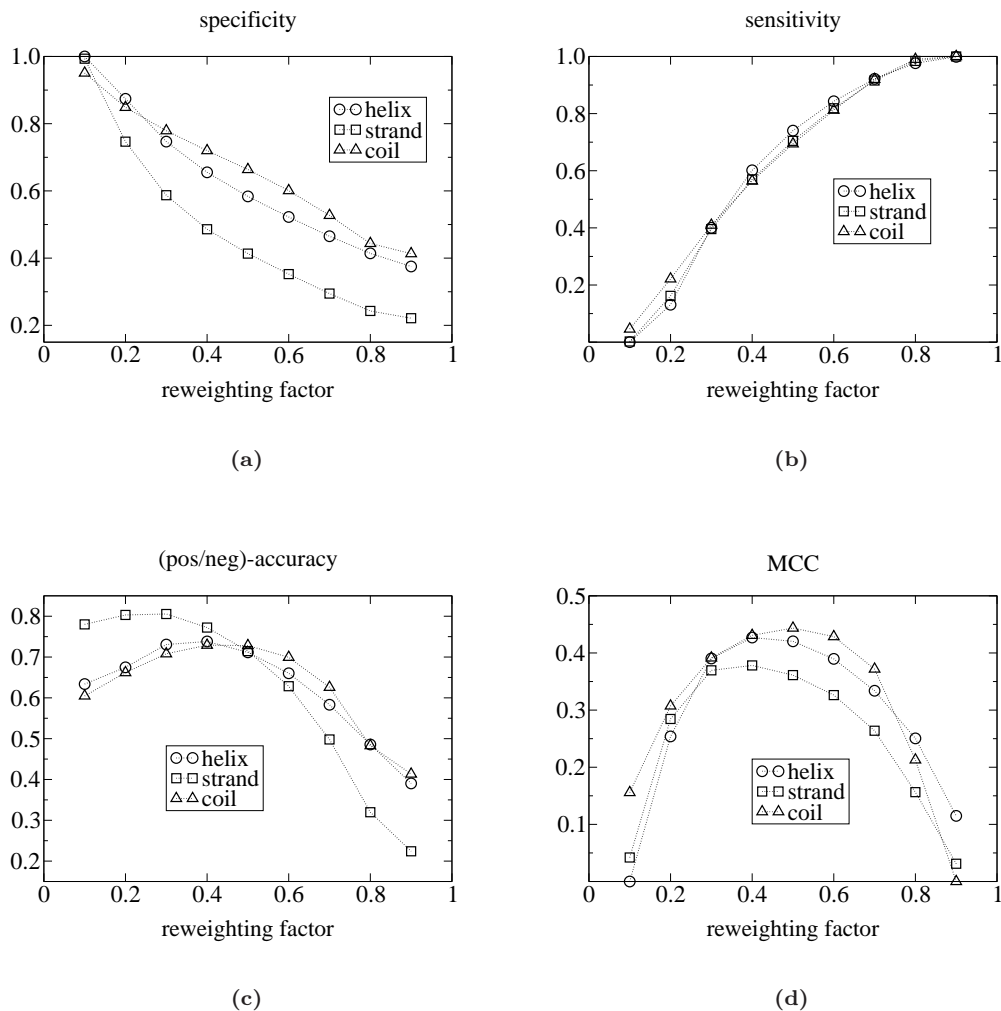 specificity
1.0
0.8
0.6
0.4
0.2
0
0.2
0.4
0.6
0.8
1
helix
strand
coil
reweighting factor
(a)
sensitivity
1.0
0.8
0.6
0.4
0.2
0
0.2
0.4
0.6
0.8
1
helix
strand
coil
reweighting factor
(b)
(pos/neg)-accuracy
0.8
0.7
0.6
0.5
0.4
0.3
0.2
0
0.2
0.4
0.6
0.8
1
helix
strand
coil
reweighting factor
(c)
MCC
0.5
0.4
0.3
0.2
0.1
0
0.2
0.4
0.6
0.8
1
helix
strand
coil
reweighting factor
(d)